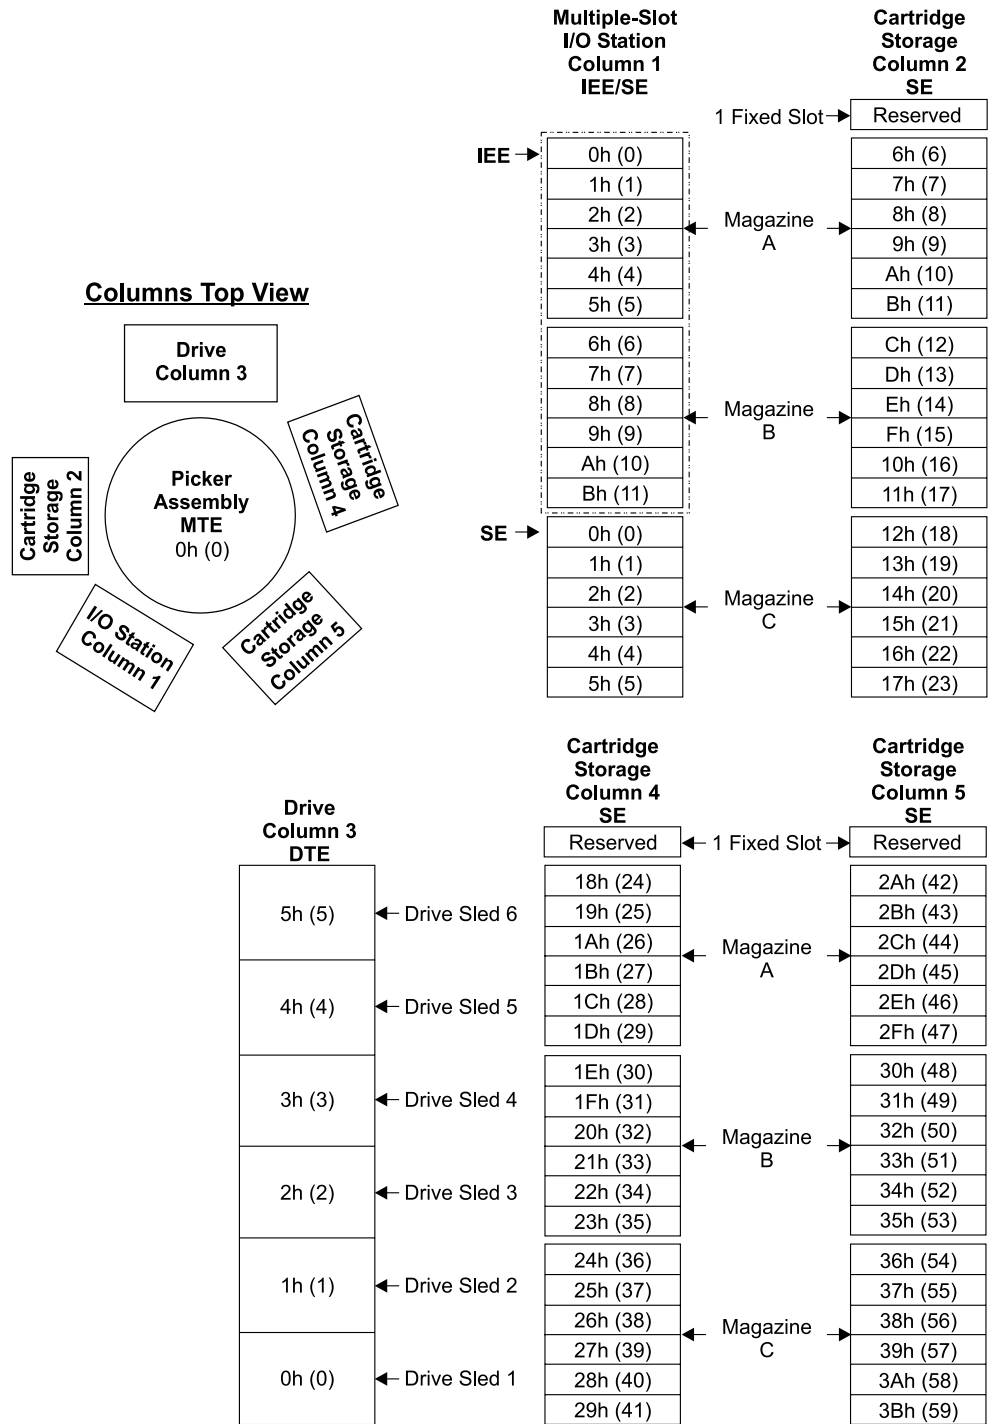 Multiple-Slot
I/O Station
Column 1
IEE/SE
Cartridge
Storage
Column 2
SE
1 Fixed Slot
Reserved
IEE
0h (0)
1h (1)
2h (2)
3h (3)
4h (4)
5h (5)
6h (6)
7h (7)
8h (8)
9h (9)
Ah (10)
Bh (11)
SE
0h (0)
1h (1)
2h (2)
3h (3)
4h (4)
5h (5)
Magazine
A
Magazine
B
Magazine
C
6h (6)
7h (7)
8h (8)
9h (9)
Ah (10)
Bh (11)
Ch (12)
Dh (13)
Eh (14)
Fh (15)
10h (16)
11h (17)
12h (18)
13h (19)
14h (20)
15h (21)
16h (22)
17h (23)
Columns Top View
Drive
Column 3
Cartridge
Storage
Column 4
Cartridge
Storage
Column 2
Picker
Assembly
MTE
0h (0)
I/O Station
Column 1
Cartridge
Storage
Column 5
Drive
Column 3
DTE
5h (5)
Drive Sled 6
4h (4)
Drive Sled 5
3h (3)
Drive Sled 4
2h (2)
Drive Sled 3
1h (1)
Drive Sled 2
0h (0)
Drive Sled 1
Cartridge
Storage
Column 4
SE
Reserved
18h (24)
19h (25)
1Ah (26)
1Bh (27)
1Ch (28)
1Dh (29)
1Eh (30)
1Fh (31)
20h (32)
21h (33)
22h (34)
23h (35)
24h (36)
25h (37)
26h (38)
27h (39)
28h (40)
29h (41)
1 Fixed Slot
Magazine
A
Magazine
B
Magazine
C
Cartridge
Storage
Column 5
SE
Reserved
2Ah (42)
2Bh (43)
2Ch (44)
2Dh (45)
2Eh (46)
2Fh (47)
30h (48)
31h (49)
32h (50)
33h (51)
34h (52)
35h (53)
36h (54)
37h (55)
38h (56)
39h (57)
3Ah (58)
3Bh (59)